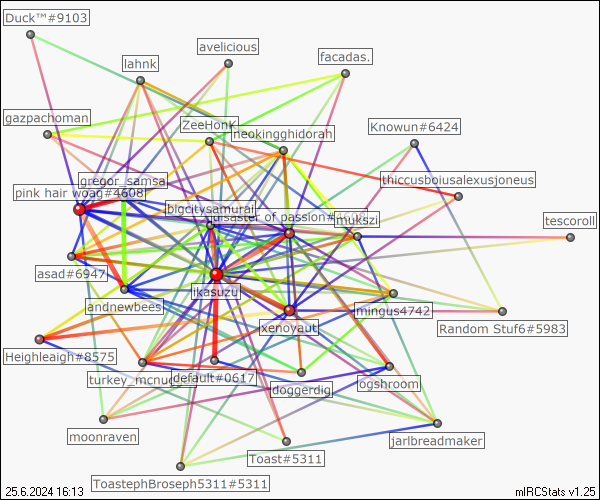 Duck™#9103
avelicious
lahnk
facadas.
gazpachoman
ZeeHonK
neokingghidorah
Knowun#6424
gregor_samsa
pink hair woad#4608
thiccusboiusalexusjoneus
bigcitysamurai
disaster of passion#
mukszi
tescoroll
asad#6947
ikasuzu
andnewbees
mingus4742
xenoyaut
Random Stuf6#5983
Heighleaigh#8575
turkey_mcnugget
default#0617
doggerdig
ogshroom
moonraven
jarlbreadmaker
Toast#5311
ToastephBroseph5311#5311
25.6.2024 16:13
mIRCStats v1.25